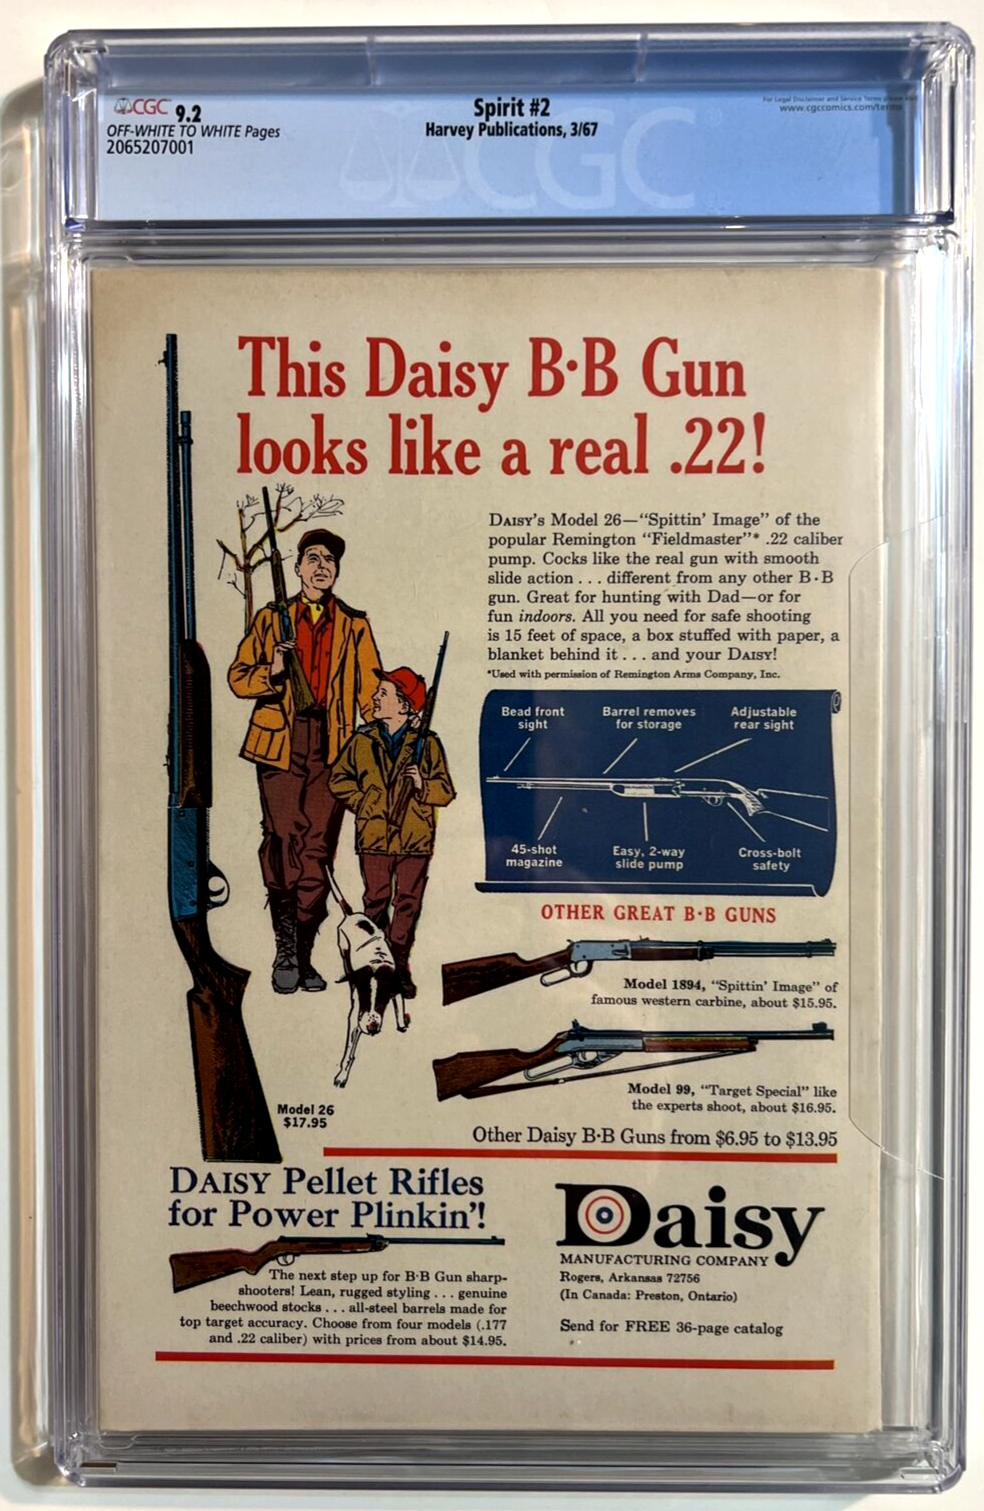 CGC 9.2
OFF-WHITE TO WHITE Pages
2065207001
Spirit #2
Harvey Publications, 3/67
For Legal Disclaimer and Service Terms please visit
www.cgccomics.com/terms
CGC
This Daisy B·B Gun
looks like a real .22!
DAISY'S Model 26—“Spittin’ Image” of the
popular Remington “Fieldmaster”* .22 caliber
pump. Cocks like the real gun with smooth
slide action . . . different from any other B·B
gun. Great for hunting with Dad—or for
fun indoors. All you need for safe shooting
is 15 feet of space, a box stuffed with paper, a
blanket behind it . . . and your DAISY!
*Used with permission of Remington Arms Company, Inc.
Bead front
sight
Barrel removes
for storage
Adjustable
rear sight
45-shot
magazine
Easy, 2-way
slide pump
Cross-bolt
safety
OTHER GREAT B·B GUNS
Model 1894, “Spittin’ Image” of
famous western carbine, about $15.95.
Model 99, “Target Special” like
the experts shoot, about $16.95.
Model 26
$17.95
Other Daisy B·B Guns from $6.95 to $13.95
DAISY Pellet Rifles
for Power Plinkin’!
The next step up for B·B Gun sharp-
shooters! Lean, rugged styling . . . genuine
beechwood stocks . . . all-steel barrels made for
top target accuracy. Choose from four models (.177
and .22 caliber) with prices from about $14.95.
Daisy
MANUFACTURING COMPANY
Rogers, Arkansas 72756
(In Canada: Preston, Ontario)
Send for FREE 36-page catalog